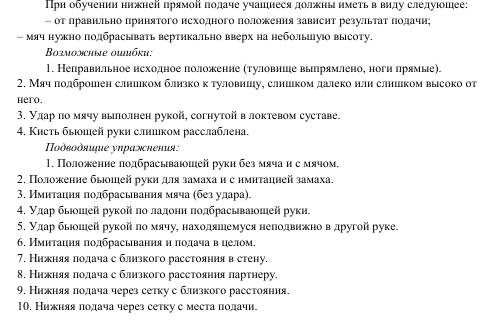 При обучении нижней прямой подаче учащиеся должны иметь в виду следующее:
– от правильно принятого исходного положения зависит результат подачи;
– мяч нужно подбрасывать вертикально вверх на небольшую высоту.
Возможные ошибки:
1. Неправильное исходное положение (туловище выпрямлено, ноги прямые).
2. Мяч подброшен слишком близко к туловищу, слишком далеко или слишком высоко от
него.
3. Удар по мячу выполнен рукой, согнутой в локтевом суставе.
4. Кисть бьющей руки слишком расслаблена.
Подводящие упражнения:
1. Положение подбрасывающей руки без мяча и с мячом.
2. Положение бьющей руки для замаха и с имитацией замаха.
3. Имитация подбрасывания мяча (без удара).
4. Удар бьющей рукой по ладони подбрасывающей руки.
5. Удар бьющей рукой по мячу, находящемуся неподвижно в другой руке.
6. Имитация подбрасывания и подача в целом.
7. Нижняя подача с близкого расстояния в стену.
8. Нижняя подача с близкого расстояния партнеру.
9. Нижняя подача через сетку с близкого расстояния.
10. Нижняя подача через сетку с места подачи.